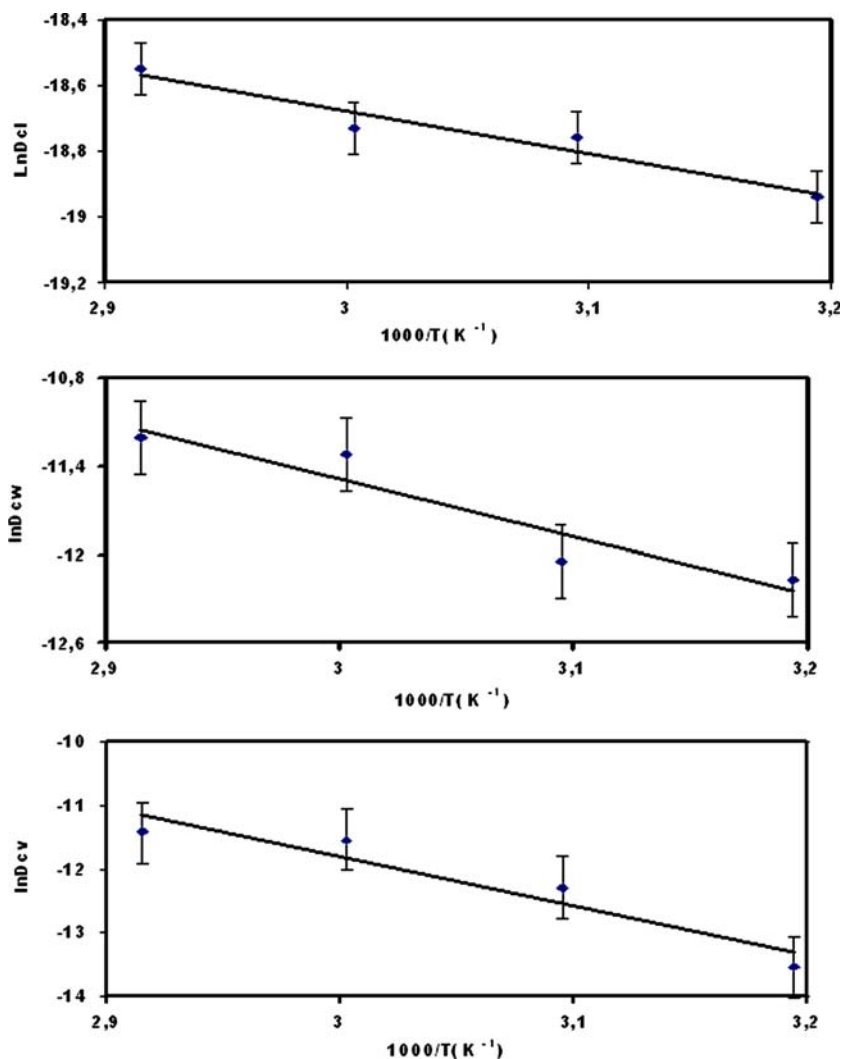 -18,4
-18,6
-18,8
-19
-19,2
LnDcl
2,9 3 3,1 3,2
1000/T( K ⁻¹)
-10,8
-11,4
-12
-12,6
lnDcw
2,9 3 3,1 3,2
1000/T( K ⁻¹)
-10
-11
-12
-13
-14
lnDcv
2,9 3 3,1 3,2
1000/T( K ⁻¹)